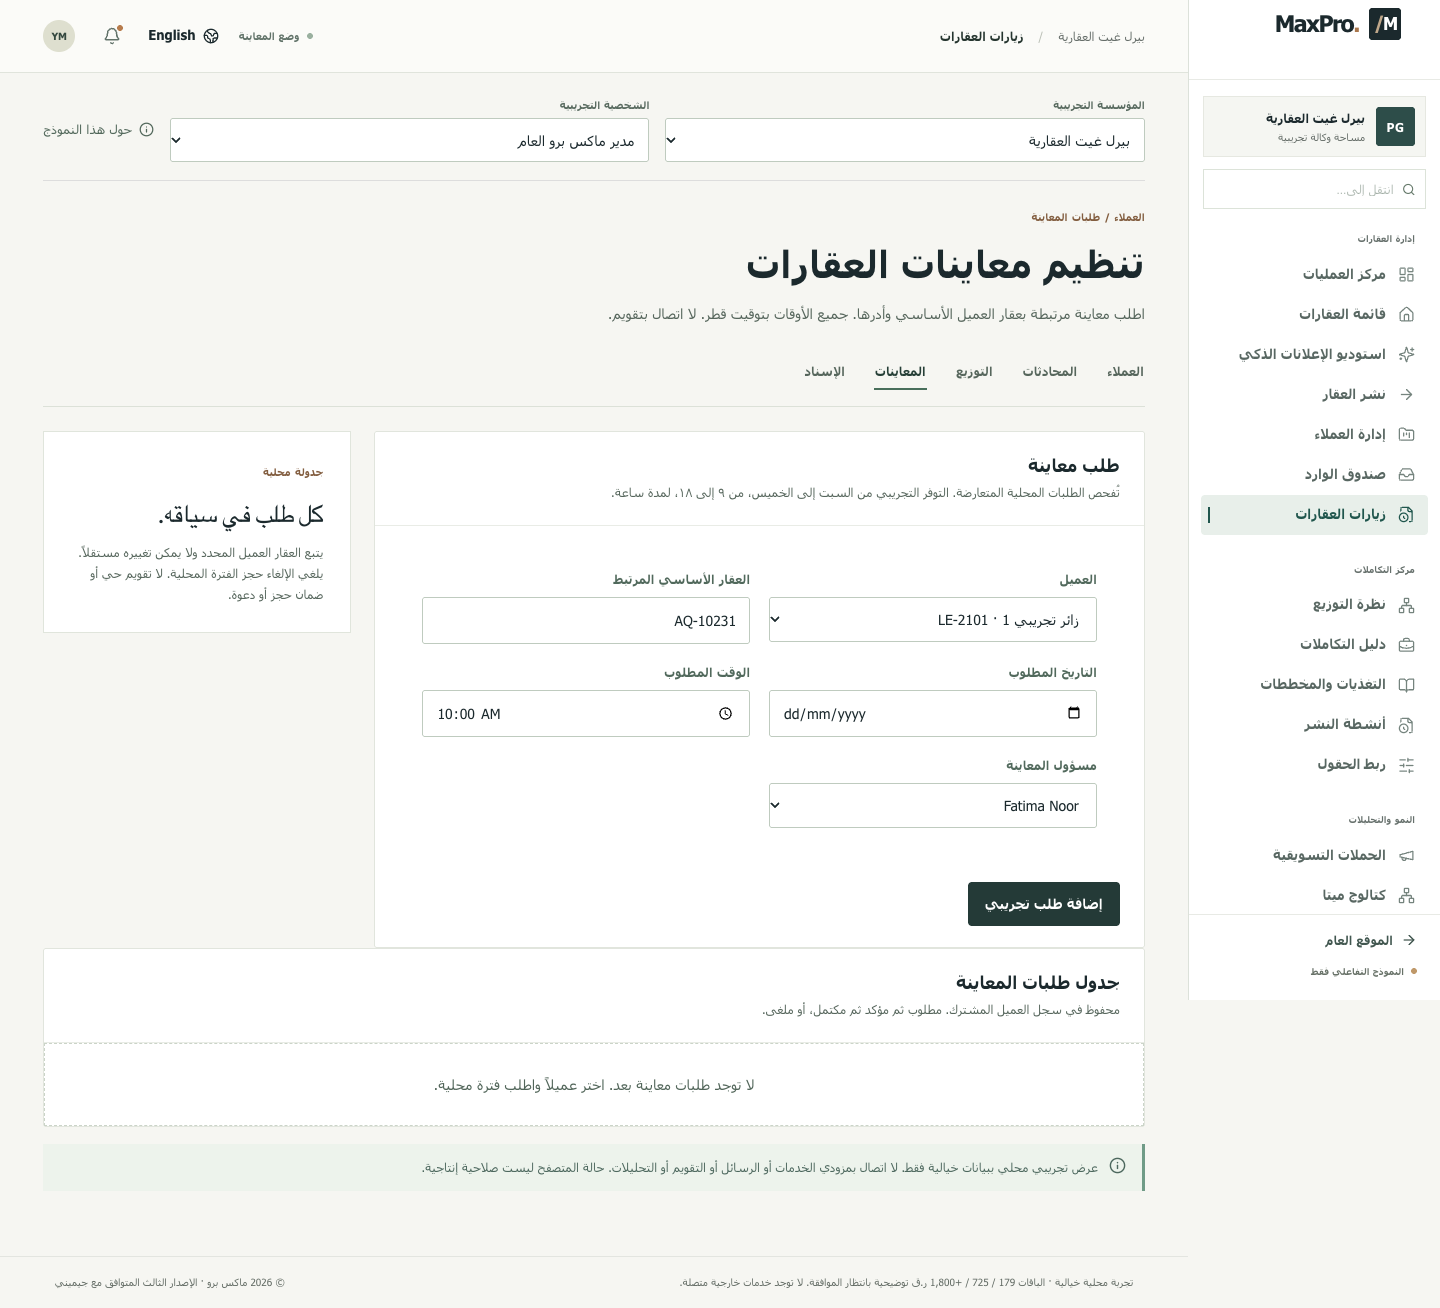 MaxPro.
/M
بيرل غيت العقارية
PG
مساحة وكالة تجريبية
انتقل إلى...
إدارة العقارات
مركز العمليات
قائمة العقارات
استوديو الإعلانات الذكي
نشر العقار
إدارة العملاء
صندوق الوارد
زيارات العقارات
مركز التكاملات
نظرة التوزيع
دليل التكاملات
التغذيات والمخططات
أنشطة النشر
ربط الحقول
النمو والتحليلات
الحملات التسويقية
كتالوج ميتا
الموقع العام
النموذج التفاعلي فقط
بيرل غيت العقارية / زيارات العقارات
وضع المعاينة
English
YM
المؤسسة التجريبية
بيرل غيت العقارية
الشخصية التجريبية
مدير ماكس برو العام
حول هذا النموذج
العملاء / طلبات المعاينة
تنظيم معاينات العقارات
اطلب معاينة مرتبطة بعقار العميل الأساسي وأدرها. جميع الأوقات بتوقيت قطر. لا اتصال بتقويم.
العملاء
المحادثات
التوزيع
المعاينات
الإسناد
طلب معاينة
تُفحص الطلبات المحلية المتعارضة. التوفر التجريبي من السبت إلى الخميس، من ٩ إلى ١٨، لمدة ساعة.
العميل
زائر تجريبي 1 · LE-2101
العقار الأساسي المرتبط
AQ-10231
التاريخ المطلوب
dd/mm/yyyy
الوقت المطلوب
10:00 AM
مسؤول المعاينة
Fatima Noor
إضافة طلب تجريبي
جدولة محلية
كل طلب في سياقه.
يتبع العقار العميل المحدد ولا يمكن تغييره مستقلاً.
يلغي الإلغاء حجز الفترة المحلية. لا تقويم حي أو
ضمان حجز أو دعوة.
جدول طلبات المعاينة
محفوظ في سجل العميل المشترك. مطلوب ثم مؤكد ثم مكتمل، أو ملغى.
لا توجد طلبات معاينة بعد. اختر عميلاً واطلب فترة محلية.
عرض تجريبي محلي ببيانات خيالية فقط. لا اتصال بمزودي الخدمات أو الرسائل أو التقويم أو التحليلات. حالة المتصفح ليست صلاحية إنتاجية.
تجربة محلية خيالية · الباقات 179 / 725 / +1,800 ر.ق توضيحية بانتظار الموافقة. لا توجد خدمات خارجية متصلة.
© 2026 ماكس برو · الإصدار الثالث المتوافق مع جيميني